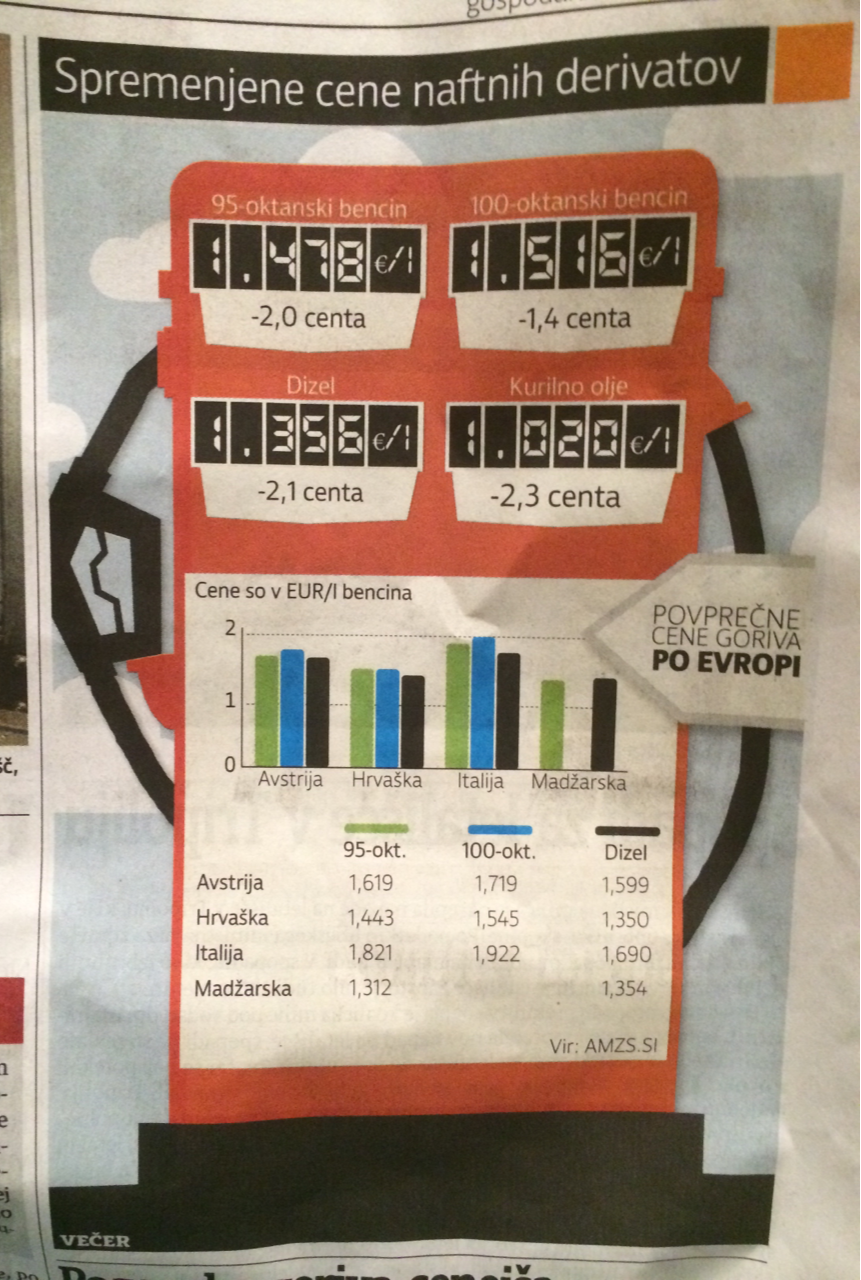 Spremenjene cene naftnih derivatov
95-oktanski bencin
1.478 €/l
-2,0 centa
100-oktanski bencin
1.516 €/l
-1,4 centa
Dizel
1.356 €/l
-2,1 centa
Kurilno olje
1.020 €/l
-2,3 centa
Cene so v EUR/l bencina
POVPREČNE
CENE GORIVA
PO EVROPI
2
1
0
Avstrija Hrvaška Italija Madžarska
95-okt. 100-okt. Dizel
Avstrija 1,619 1,719 1,599
Hrvaška 1,443 1,545 1,350
Italija 1,821 1,922 1,690
Madžarska 1,312 1,354
Vir: AMZS.SI
VEČER